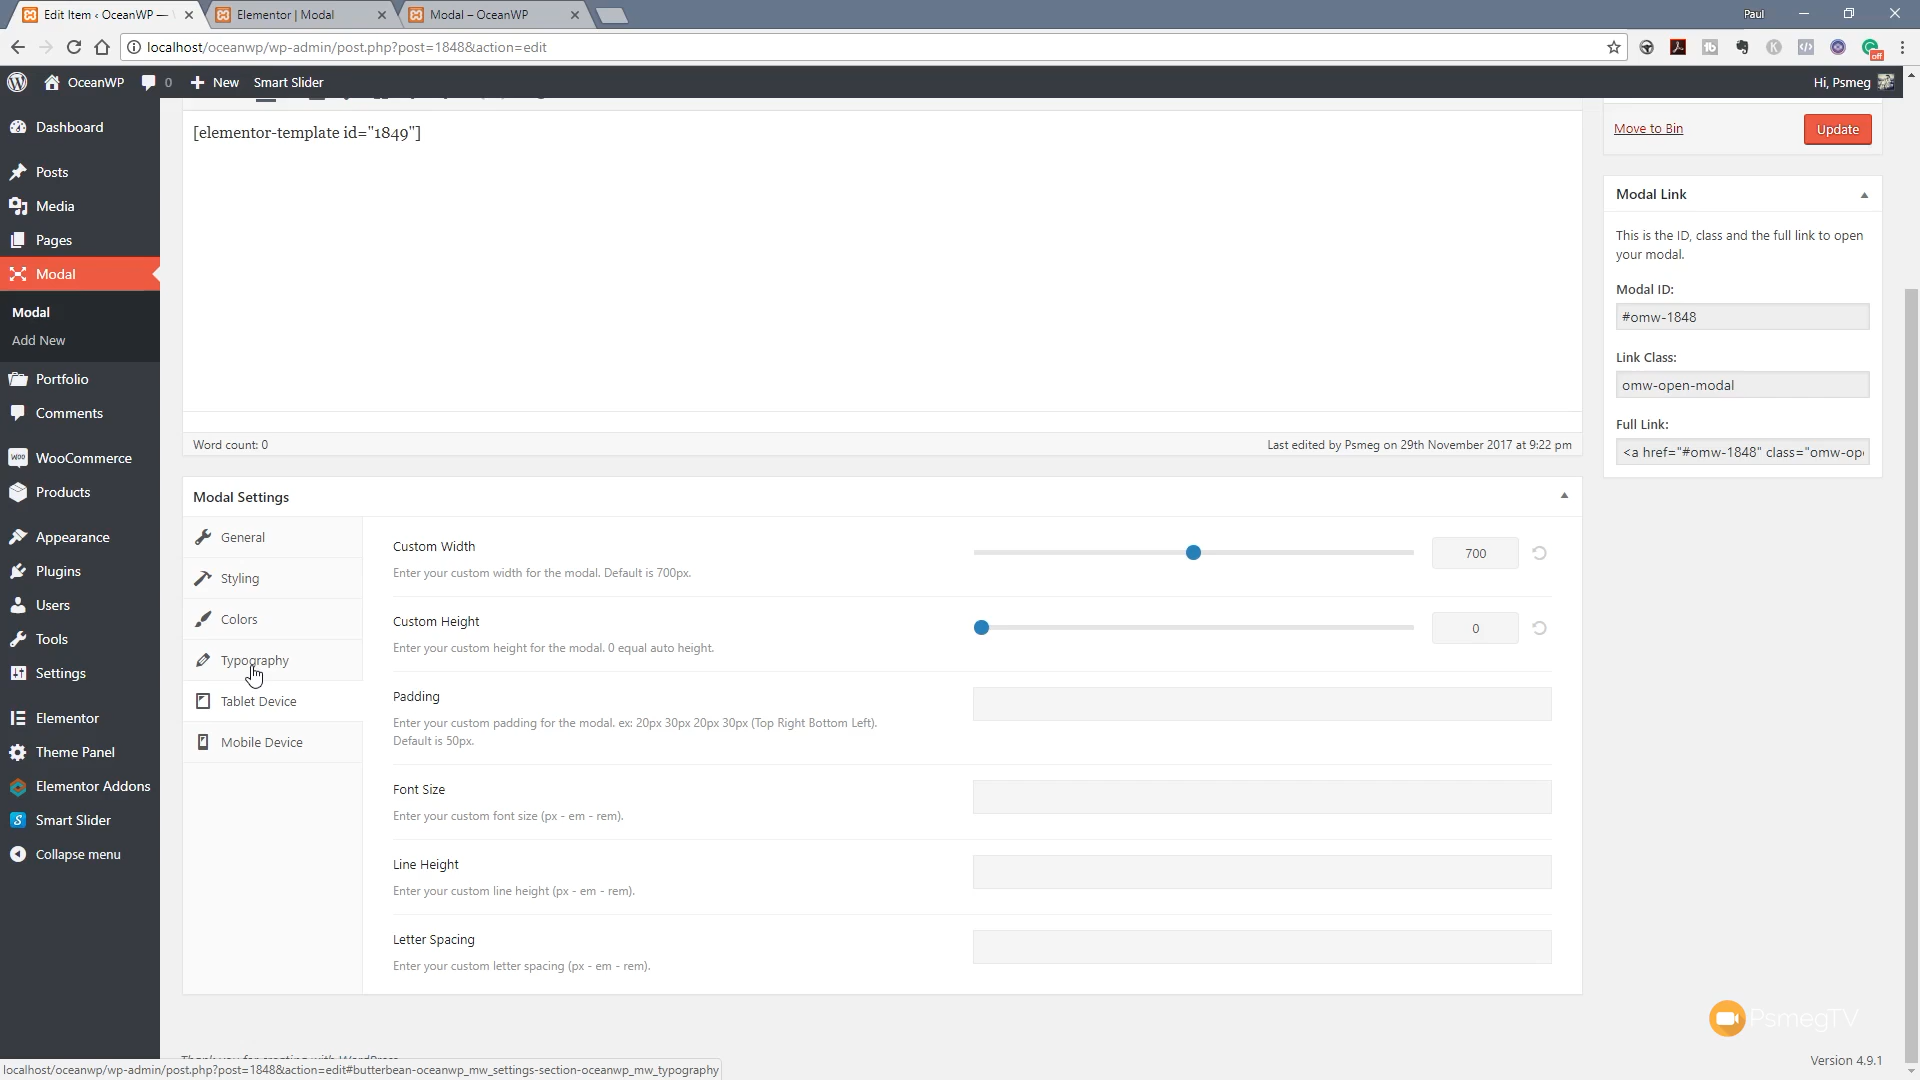 Edit Item ‹ OceanWP —
Elementor | Modal
Modal – OceanWP
Paul
localhost/oceanwp/wp-admin/post.php?post=1848&action=edit
off
OceanWP
0
New
Smart Slider
Hi, Psmeg
Dashboard
Posts
Media
Pages
Modal
Modal
Add New
Portfolio
Comments
WooCommerce
Products
Appearance
Plugins
Users
Tools
Settings
Elementor
Theme Panel
Elementor Addons
Smart Slider
Collapse menu
[elementor-template id="1849"]
Word count: 0
Last edited by Psmeg on 29th November 2017 at 9:22 pm
Move to Bin
Update
Modal Link
This is the ID, class and the full link to open
your modal.
Modal ID:
#omw-1848
Link Class:
omw-open-modal
Full Link:
<a href="#omw-1848" class="omw-op
Modal Settings
General
Styling
Colors
Typography
Tablet Device
Mobile Device
Custom Width
Enter your custom width for the modal. Default is 700px.
700
Custom Height
Enter your custom height for the modal. 0 equal auto height.
0
Padding
Enter your custom padding for the modal. ex: 20px 30px 20px 30px (Top Right Bottom Left).
Default is 50px.
Font Size
Enter your custom font size (px - em - rem).
Line Height
Enter your custom line height (px - em - rem).
Letter Spacing
Enter your custom letter spacing (px - em - rem).
PsmegTV
Thank you for creating with WordPress.
Version 4.9.1
localhost/oceanwp/wp-admin/post.php?post=1848&action=edit#butterbean-oceanwp_mw_settings-section-oceanwp_mw_typography